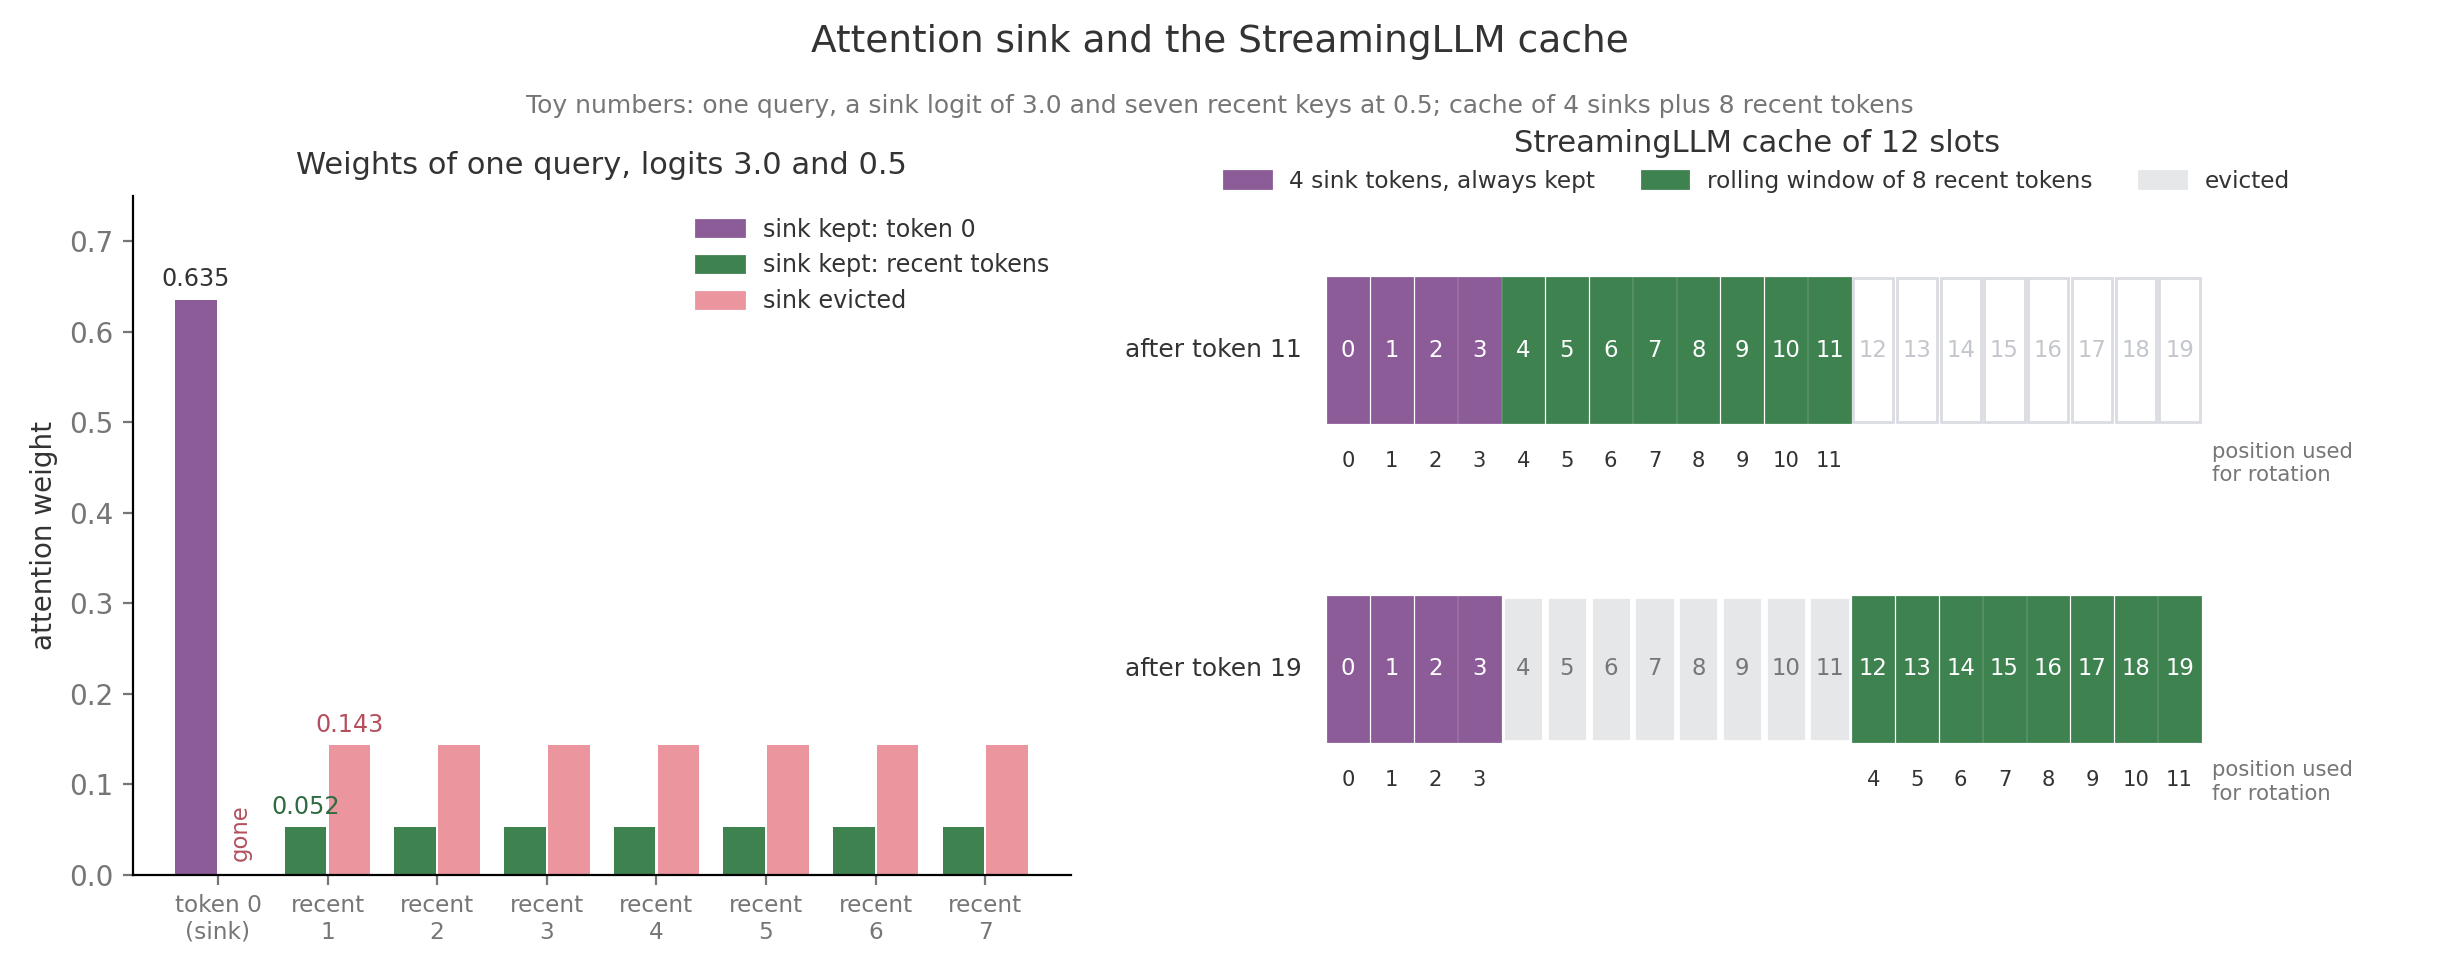 Attention sink and the StreamingLLM cache
Toy numbers: one query, a sink logit of 3.0 and seven recent keys at 0.5; cache of 4 sinks plus 8 recent tokens
Weights of one query, logits 3.0 and 0.5
sink kept: token 0
sink kept: recent tokens
sink evicted
attention weight
0.7
0.6
0.5
0.4
0.3
0.2
0.1
0.0
0.635
gone
0.052
0.143
token 0
(sink)
recent
1
recent
2
recent
3
recent
4
recent
5
recent
6
recent
7
StreamingLLM cache of 12 slots
4 sink tokens, always kept
rolling window of 8 recent tokens
evicted
after token 11
0 1 2 3 4 5 6 7 8 9 10 11 12 13 14 15 16 17 18 19
0 1 2 3 4 5 6 7 8 9 10 11
position used
for rotation
after token 19
0 1 2 3 4 5 6 7 8 9 10 11 12 13 14 15 16 17 18 19
0 1 2 3 4 5 6 7 8 9 10 11
position used
for rotation